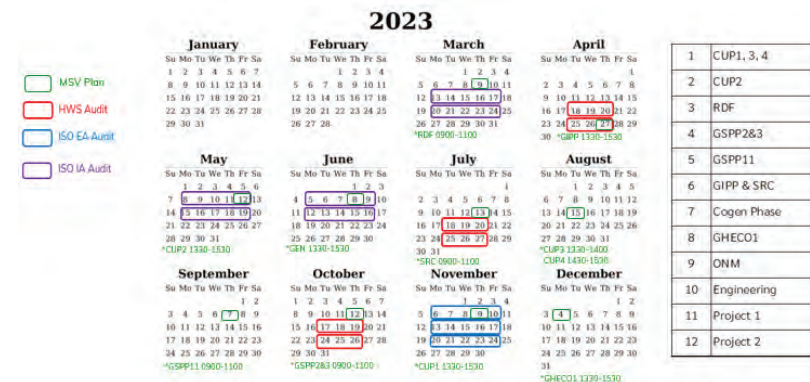 2023
January
Su Mo Tu We Th Fr Sa
1 2 3 4 5 6 7
8 9 10 11 12 13 14
15 16 17 18 19 20 21
22 23 24 25 26 27 28
29 30 31
February
Su Mo Tu We Th Fr Sa
1 2 3 4
5 6 7 8 9 10 11
12 13 14 15 16 17 18
19 20 21 22 23 24 25
26 27 28
March
Su Mo Tu We Th Fr Sa
1 2 3 4
5 6 7 8 9 10 11
12 13 14 15 16 17 18
19 20 21 22 23 24 25
26 27 28 29 30 31
*RDF 0900-1100
April
Su Mo Tu We Th Fr Sa
1
2 3 4 5 6 7 8
9 10 11 12 13 14 15
16 17 18 19 20 21 22
23 24 25 26 27 28 29
30 *GIPP 1330-1530
MSV Plan
HWS Audit
ISO EA Audit
ISO IA Audit
May
Su Mo Tu We Th Fr Sa
1 2 3 4 5 6
7 8 9 10 11 12 13
14 15 16 17 18 19 20
21 22 23 24 25 26 27
28 29 30 31
*CUP2 1330-1530
June
Su Mo Tu We Th Fr Sa
1 2 3
4 5 6 7 8 9 10
11 12 13 14 15 16 17
18 19 20 21 22 23 24
25 26 27 28 29 30
*GEN 1330-1530
July
Su Mo Tu We Th Fr Sa
1
2 3 4 5 6 7 8
9 10 11 12 13 14 15
16 17 18 19 20 21 22
23 24 25 26 27 28 29
30 31
*SRC 0900-1100
August
Su Mo Tu We Th Fr Sa
1 2 3 4 5
6 7 8 9 10 11 12
13 14 15 16 17 18 19
20 21 22 23 24 25 26
27 28 29 30 31
*CUP3 1330-1400
CUP4 1430-1530
September
Su Mo Tu We Th Fr Sa
1 2
3 4 5 6 7 8 9
10 11 12 13 14 15 16
17 18 19 20 21 22 23
24 25 26 27 28 29 30
*GSPP11 0900-1100
October
Su Mo Tu We Th Fr Sa
1 2 3 4 5 6 7
8 9 10 11 12 13 14
15 16 17 18 19 20 21
22 23 24 25 26 27 28
29 30 31
*GSPP2&3 0900-1100
November
Su Mo Tu We Th Fr Sa
1 2 3 4
5 6 7 8 9 10 11
12 13 14 15 16 17 18
19 20 21 22 23 24 25
26 27 28 29 30
*CUP1 1330-1530
December
Su Mo Tu We Th Fr Sa
1 2
3 4 5 6 7 8 9
10 11 12 13 14 15 16
17 18 19 20 21 22 23
24 25 26 27 28 29 30
31
*GHECO1 1330-1530
1 CUP1, 3, 4
2 CUP2
3 RDF
4 GSPP2&3
5 GSPP11
6 GIPP & SRC
7 Cogen Phase
8 GHECO1
9 ONM
10 Engineering
11 Project 1
12 Project 2